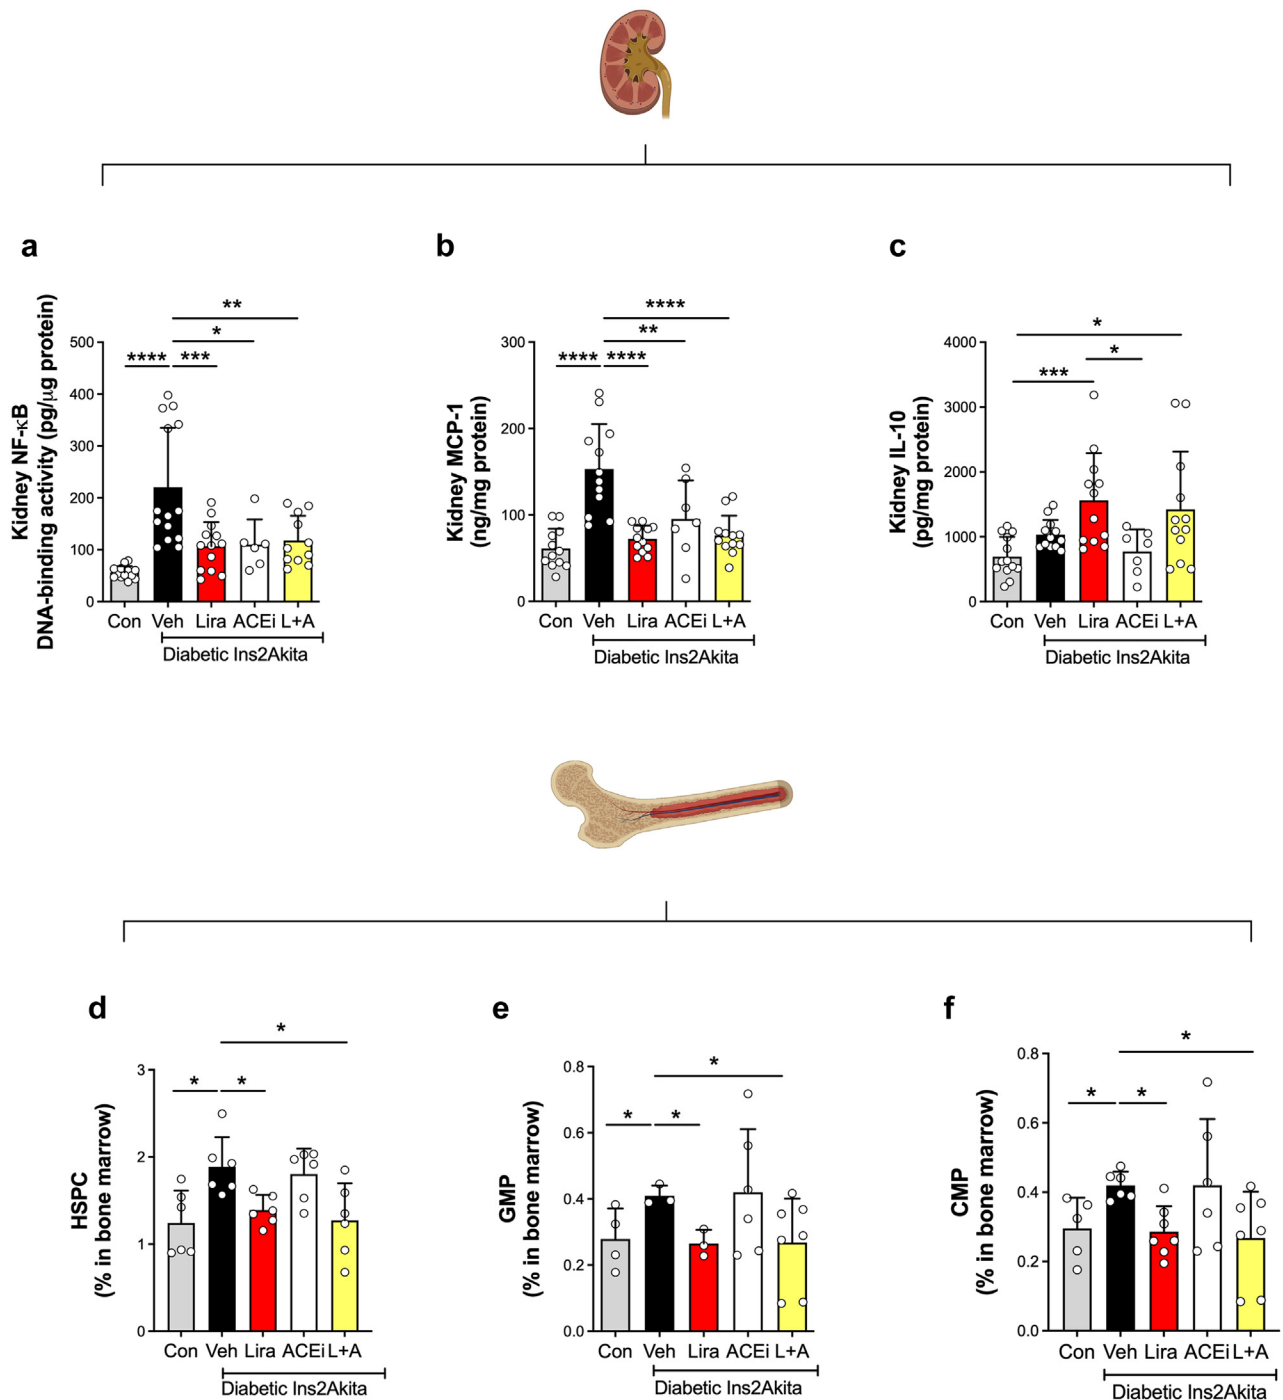 a
b
c
Kidney NF-κB
DNA-binding activity (pg/µg protein)
500
400
300
200
100
0
**
*
**** ***
Con Veh Lira ACEi L+A
Diabetic Ins2Akita
Kidney MCP-1
(ng/mg protein)
300
200
100
0
****
**
**** ****
Con Veh Lira ACEi L+A
Diabetic Ins2Akita
Kidney IL-10
(pg/mg protein)
4000
3000
2000
1000
0
*
*
***
Con Veh Lira ACEi L+A
Diabetic Ins2Akita
d
e
f
HSPC
(% in bone marrow)
3
2
1
0
*
* *
Con Veh Lira ACEi L+A
Diabetic Ins2Akita
GMP
(% in bone marrow)
0.8
0.6
0.4
0.2
0.0
*
* *
Con Veh Lira ACEi L+A
Diabetic Ins2Akita
CMP
(% in bone marrow)
0.8
0.6
0.4
0.2
0.0
*
* *
Con Veh Lira ACEi L+A
Diabetic Ins2Akita